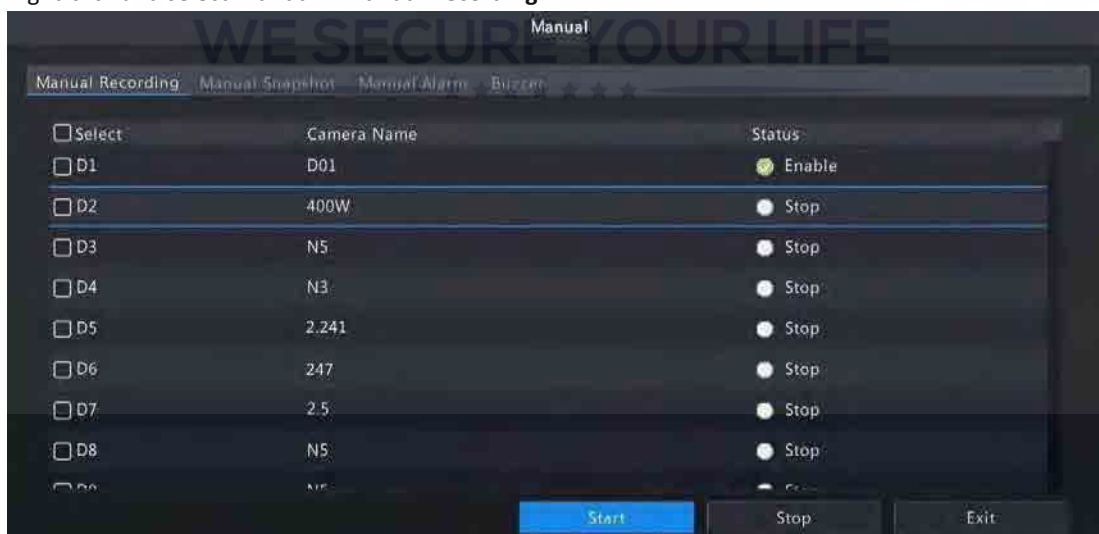 Manual
WE SECURE YOUR LIFE
Manual Recording Manual Snapshot Manual Alarm Buzzer
Select Camera Name Status
D1 D01 Enable
D2 400W Stop
D3 N5 Stop
D4 N3 Stop
D5 2.241 Stop
D6 247 Stop
D7 2.5 Stop
D8 N5 Stop
Start Stop Exit